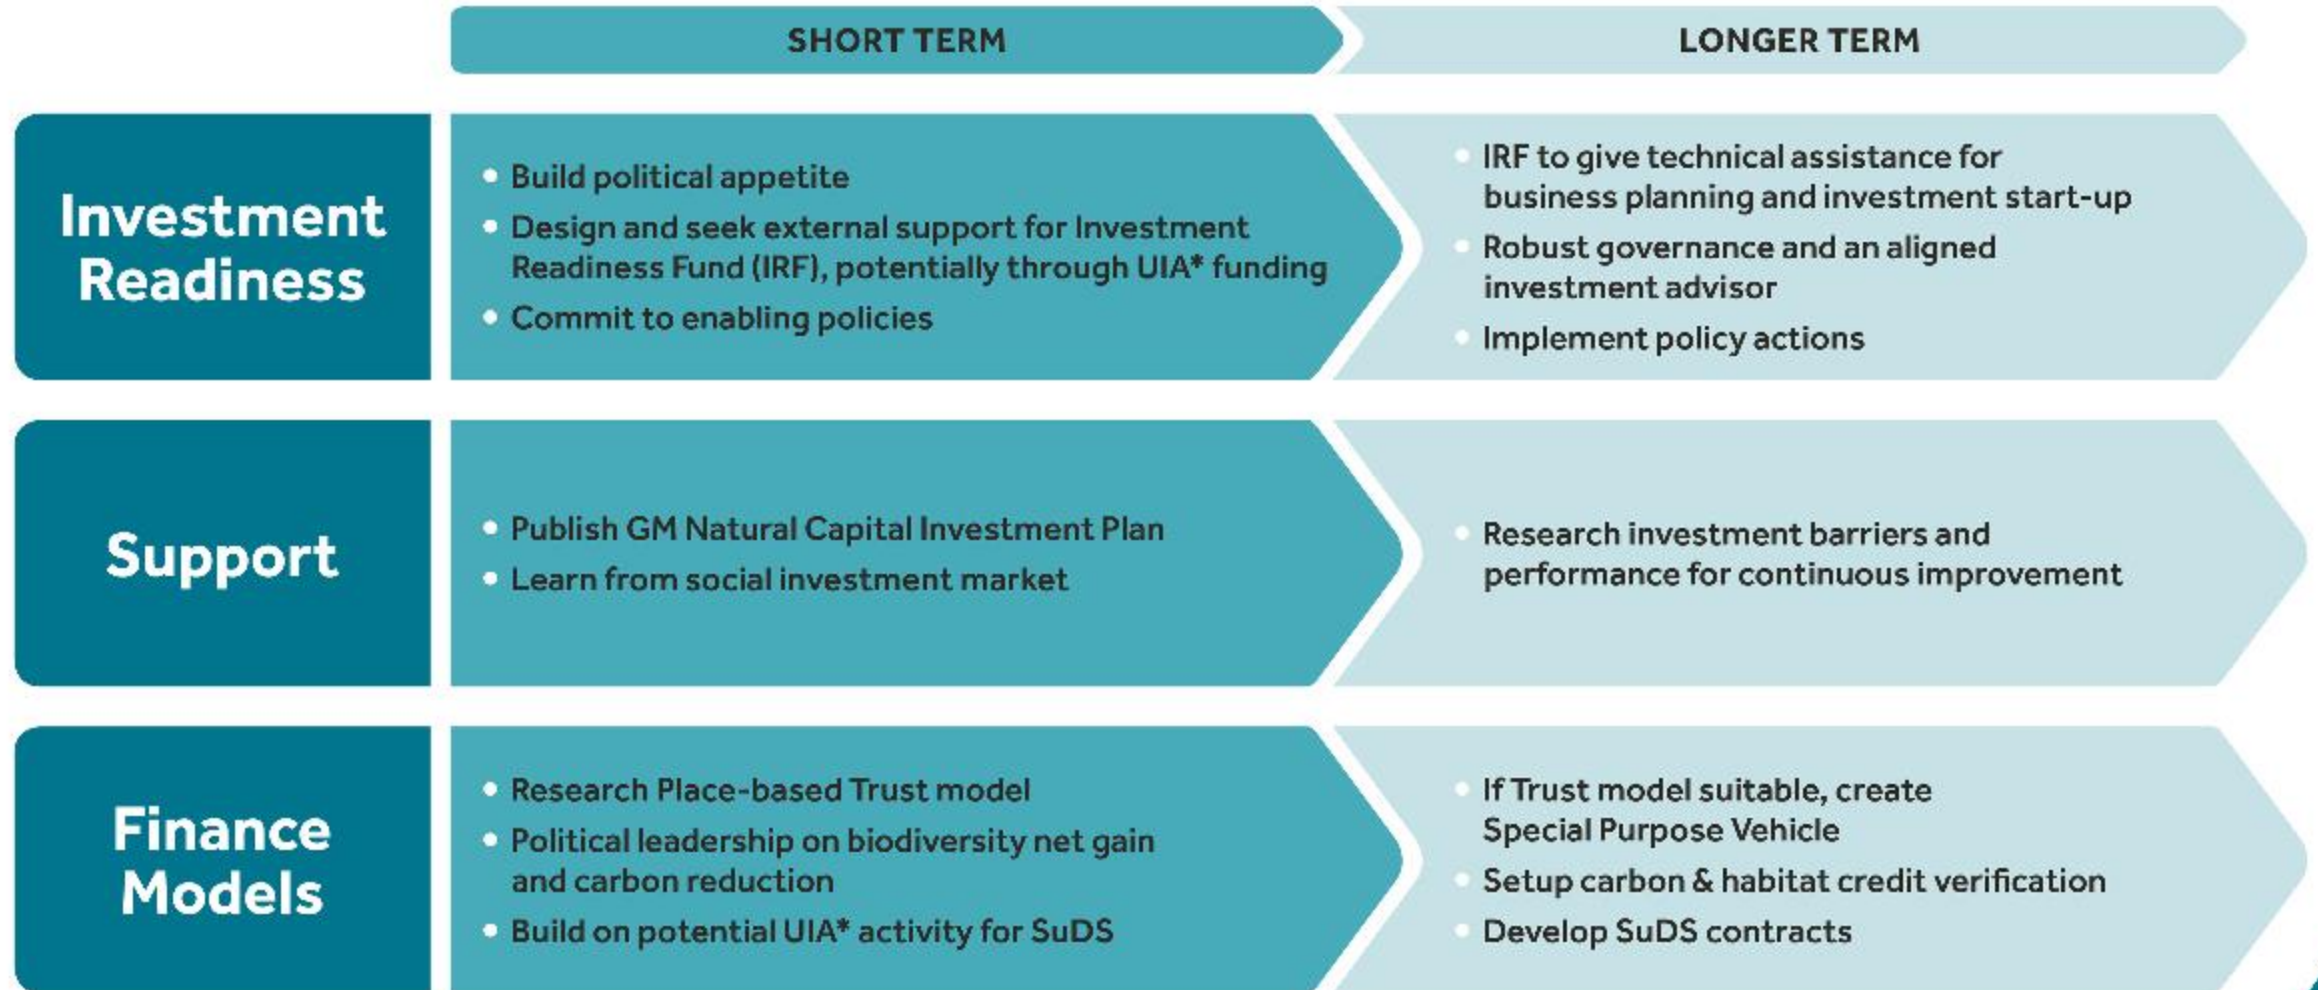 SHORT TERM
LONGER TERM
Investment
Readiness
• Build political appetite
• Design and seek external support for Investment
Readiness Fund (IRF), potentially through UIA* funding
• Commit to enabling policies
• IRF to give technical assistance for
business planning and investment start-up
• Robust governance and an aligned
investment advisor
• Implement policy actions
Support
• Publish GM Natural Capital Investment Plan
• Learn from social investment market
• Research investment barriers and
performance for continuous improvement
Finance
Models
• Research Place-based Trust model
• Political leadership on biodiversity net gain
and carbon reduction
• Build on potential UIA* activity for SuDS
• If Trust model suitable, create
Special Purpose Vehicle
• Setup carbon & habitat credit verification
• Develop SuDS contracts